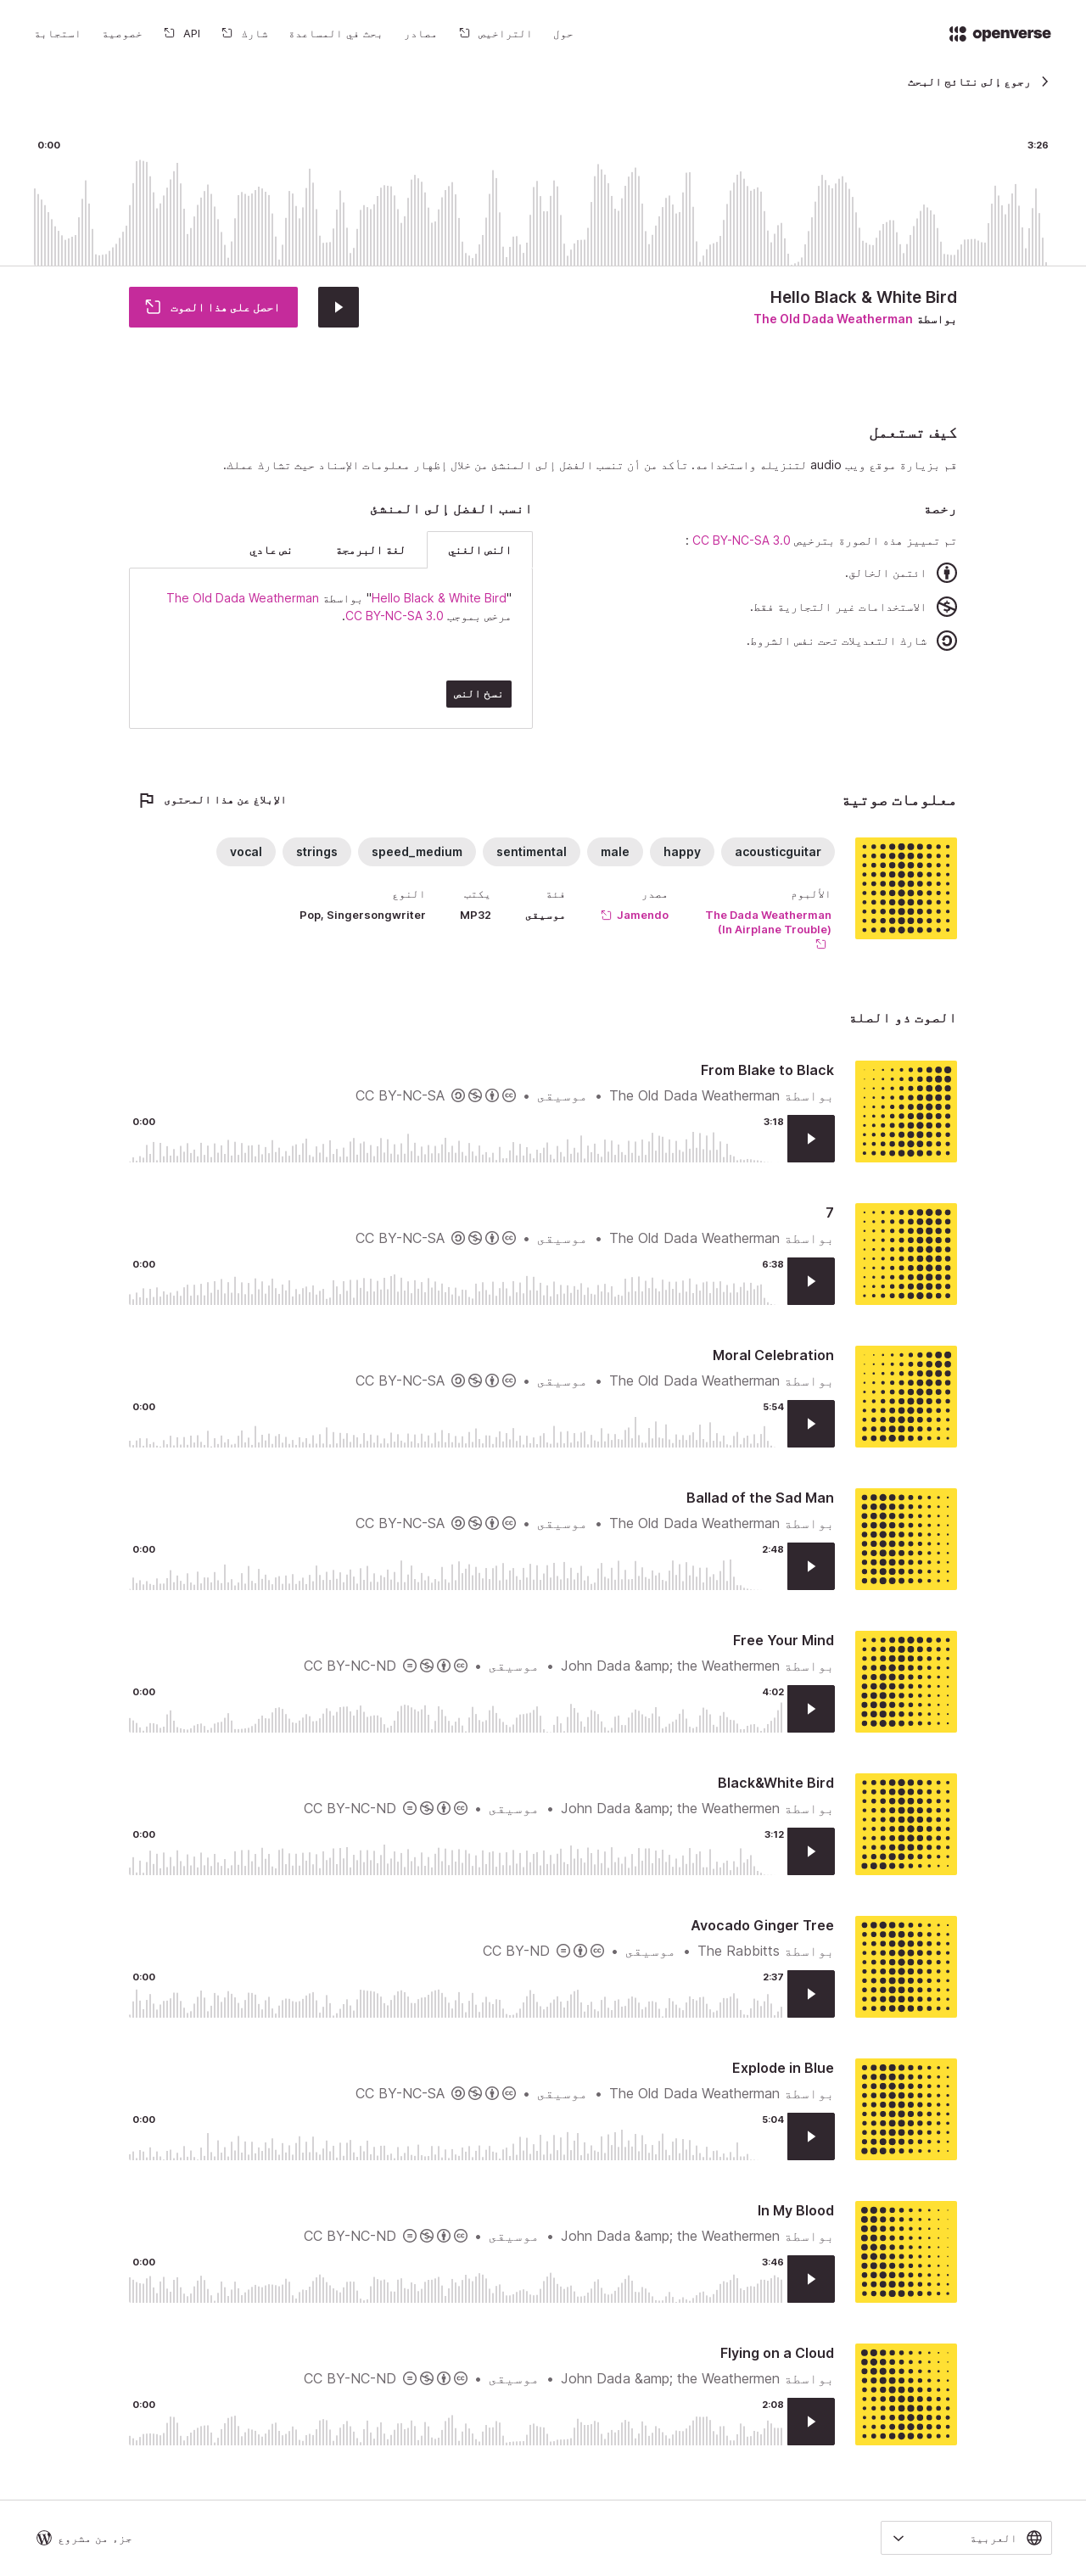 openverse
حول
التراخيص
مصادر
بحث في المساعدة
شارك
API
خصوصية
استجابة
رجوع إلى نتائج البحث
0:00
3:26
Hello Black & White Bird
بواسطة The Old Dada Weatherman
احصل على هذا الصوت
كيف تستعمل
قم بزيارة موقع ويب audio لتنزيله واستخدامه. تأكد من أن تنسب الفضل إلى المنشئ من خلال إظهار معلومات الإسناد حيث تشارك عملك.
رخصة
تم تمييز هذه الصورة بترخيص CC BY-NC-SA 3.0 :
ائتمن الخالق.
الاستخدامات غير التجارية فقط.
شارك التعديلات تحت نفس الشروط.
انسب الفضل إلى المنشئ
النص الغني
لغة البرمجة
نص عادي
"Hello Black & White Bird" بواسطة The Old Dada Weatherman
مرخص بموجب CC BY-NC-SA 3.0.
نسخ النص
معلومات صوتية
الإبلاغ عن هذا المحتوى
acousticguitar
happy
male
sentimental
speed_medium
strings
vocal
الألبوم
The Dada Weatherman
(In Airplane Trouble)
مصدر
Jamendo
فئة
موسيقى
يكتب
MP32
النوع
Pop, Singersongwriter
الصوت ذو الصلة
From Blake to Black
بواسطة The Old Dada Weatherman • موسيقى • CC BY-NC-SA
0:00
3:18
7
بواسطة The Old Dada Weatherman • موسيقى • CC BY-NC-SA
0:00
6:38
Moral Celebration
بواسطة The Old Dada Weatherman • موسيقى • CC BY-NC-SA
0:00
5:54
Ballad of the Sad Man
بواسطة The Old Dada Weatherman • موسيقى • CC BY-NC-SA
0:00
2:48
Free Your Mind
بواسطة John Dada &amp; the Weathermen • موسيقى • CC BY-NC-ND
0:00
4:02
Black&White Bird
بواسطة John Dada &amp; the Weathermen • موسيقى • CC BY-NC-ND
0:00
3:12
Avocado Ginger Tree
بواسطة The Rabbitts • موسيقى • CC BY-ND
0:00
2:37
Explode in Blue
بواسطة The Old Dada Weatherman • موسيقى • CC BY-NC-SA
0:00
5:04
In My Blood
بواسطة John Dada &amp; the Weathermen • موسيقى • CC BY-NC-ND
0:00
3:46
Flying on a Cloud
بواسطة John Dada &amp; the Weathermen • موسيقى • CC BY-NC-ND
0:00
2:08
العربية
جزء من مشروع